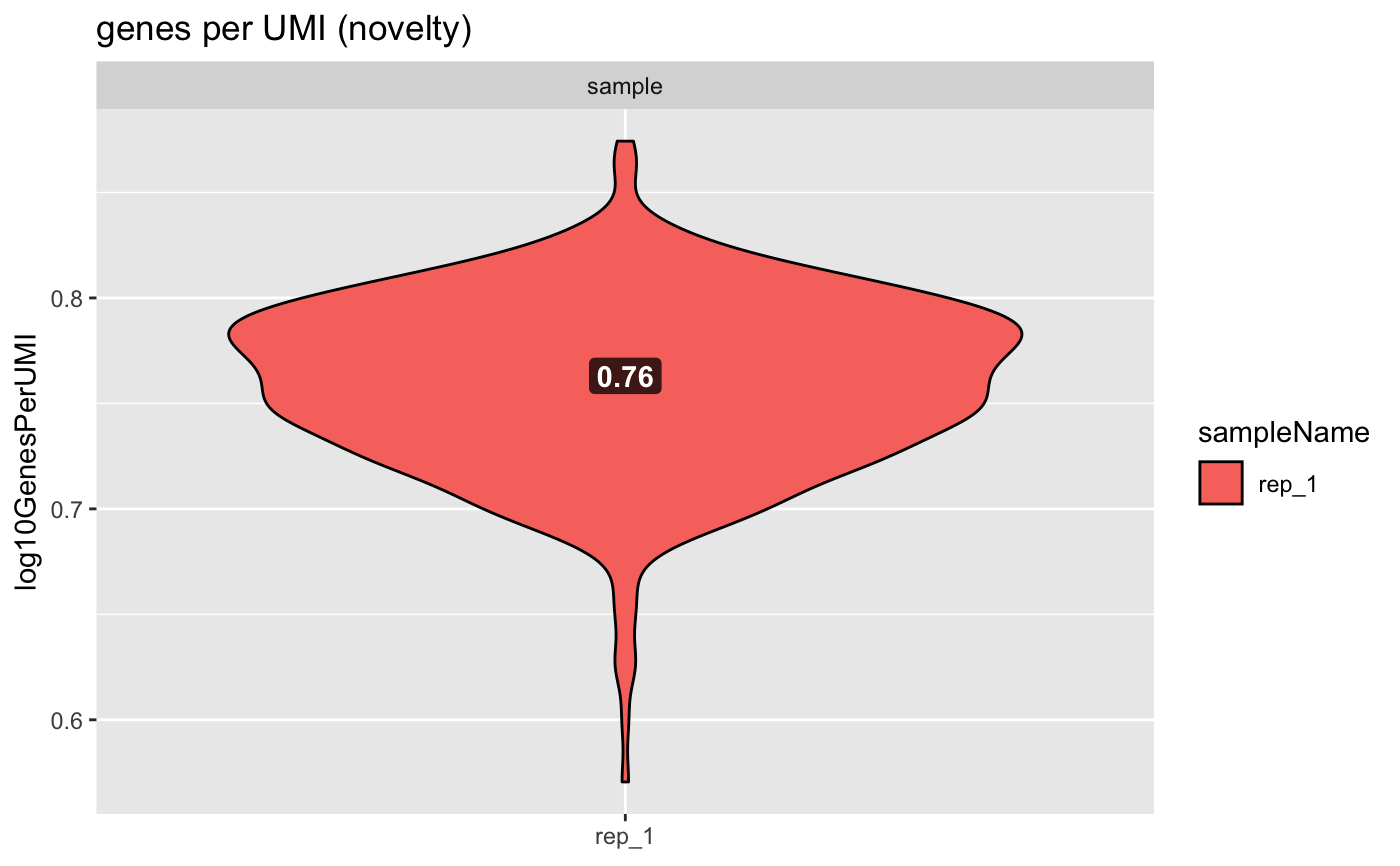 genes per UMI (novelty)
sample
log10GenesPerUMI
0.8
0.7
0.6
0.76
rep_1
sampleName
rep_1